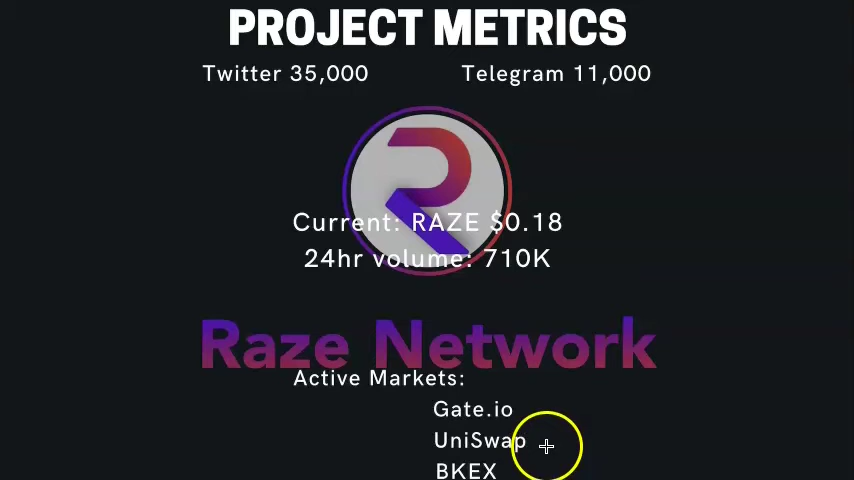 PROJECT METRICS
Twitter 35,000 Telegram 11,000
Current: RAZE $0.18
24hr volume: 710K
Raze Network
Active Markets:
Gate.io
UniSwap
BKEX